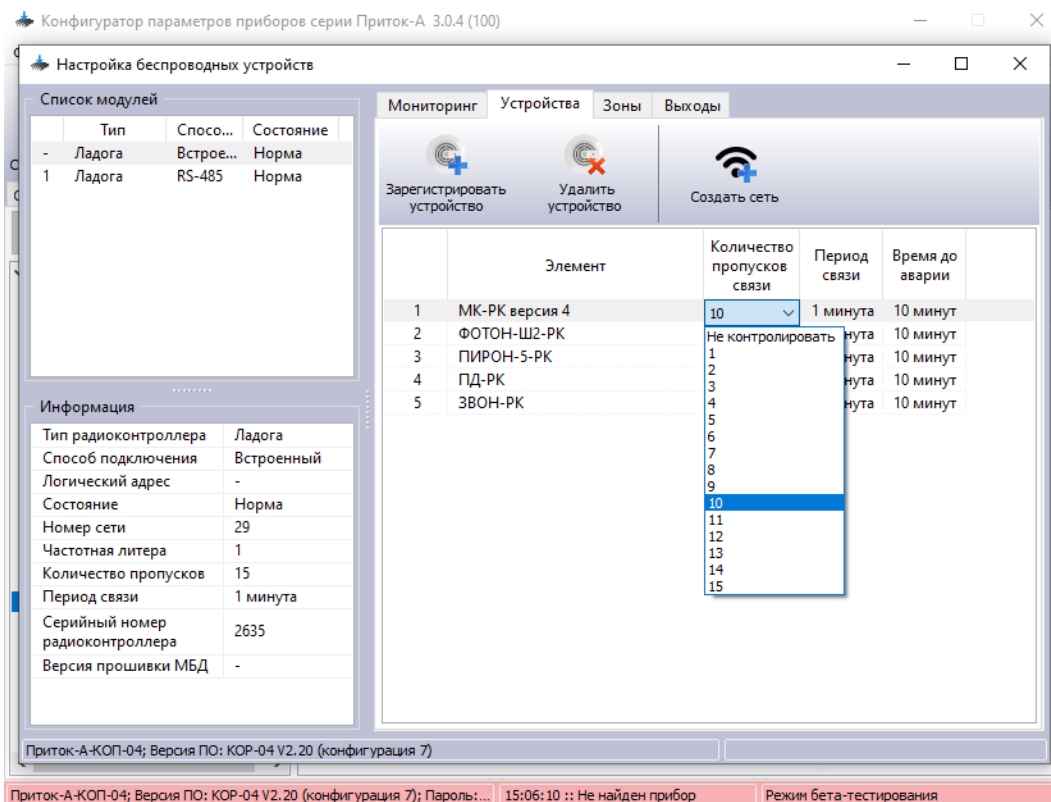 Конфигуратор параметров приборов серии Приток-А 3.0.4 (100)
Настройка беспроводных устройств
Список модулей
Тип Спосо... Состояние
- Ладога Встрое... Норма
1 Ладога RS-485 Норма
Информация
Тип радиоконтроллера Ладога
Способ подключения Встроенный
Логический адрес -
Состояние Норма
Номер сети 29
Частотная литера 1
Количество пропусков 15
Период связи 1 минута
Серийный номер
радиоконтроллера 2635
Версия прошивки МБД -
Мониторинг Устройства Зоны Выходы
Зарегистрировать
устройство
Удалить
устройство
Создать сеть
Элемент
Количество
пропусков
связи
Период
связи
Время до
аварии
1 МК-РК версия 4 10 1 минута 10 минут
2 ФОТОН-Ш2-РК нута 10 минут
3 ПИРОН-5-РК нута 10 минут
4 ПД-РК нута 10 минут
5 ЗВОН-РК нута 10 минут
Не контролировать
1
2
3
4
5
6
7
8
9
10
11
12
13
14
15
Приток-А-КОП-04; Версия ПО: КОР-04 V2.20 (конфигурация 7)
Приток-А-КОП-04; Версия ПО: КОР-04 V2.20 (конфигурация 7); Пароль:... 15:06:10 :: Не найден прибор Режим бета-тестирования